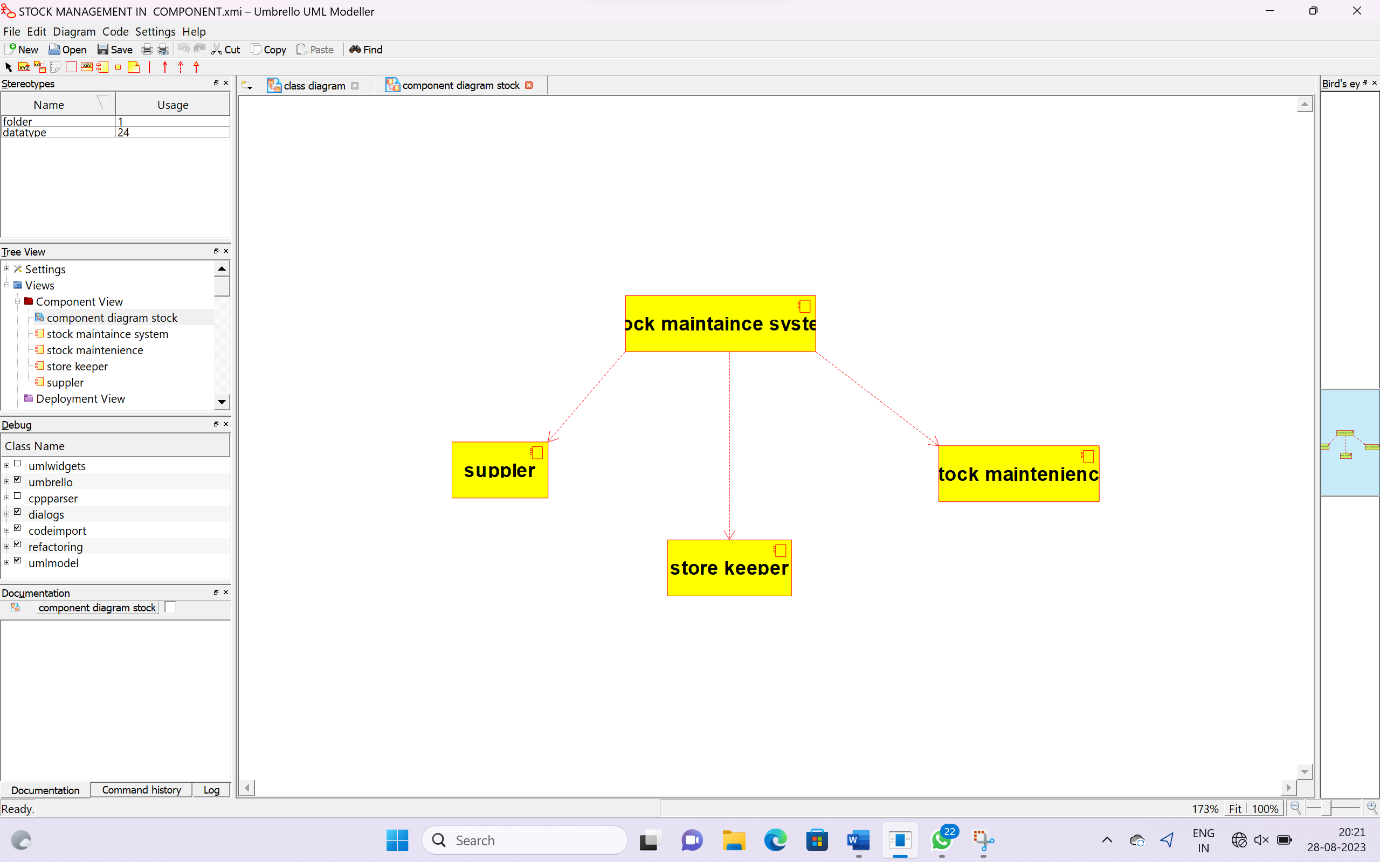 STOCK MANAGEMENT IN  COMPONENT.xmi – Umbrello UML Modeller
File Edit Diagram Code Settings Help
New Open Save Cut Copy Paste Find
Stereotypes
Name Usage
folder 1
datatype 24
Tree View
Settings
Views
Component View
component diagram stock
stock maintaince system
stock maintenience
store keeper
suppler
Deployment View
Debug
Class Name
umlwidgets
umbrello
cppparser
dialogs
codeimport
refactoring
umlmodel
Documentation
component diagram stock
Documentation Command history Log
Ready.
class diagram component diagram stock
ock maintaince syste
suppler
tock maintenienc
store keeper
Bird's ey
173% Fit 100%
Search
22
ENG
IN
20:21
28-08-2023